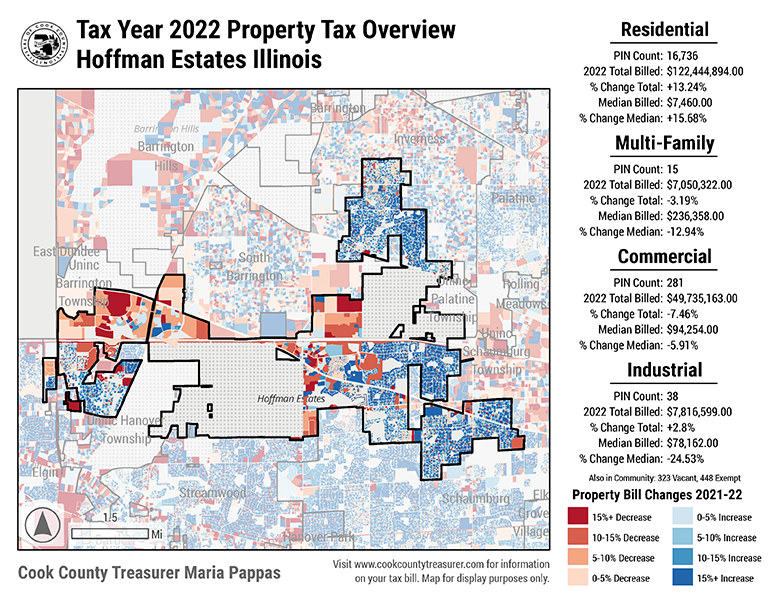 Tax Year 2022 Property Tax Overview
Hoffman Estates Illinois
Barrington
Barrington Hills
Barrington
Hills
Inverness
Palatine
East Dundee
Uninc
Barrington
Township
South
Barrington
Uninc
Palatine
Township
Rolling
Meadows
Uninc
Schaumburg
Township
Hoffman Estates
Uninc Hanover
Township
Elgin
Streamwood
Schaumburg
Elk
Grove
Village
Hanover Park
1.5
Mi
Cook County Treasurer Maria Pappas
Visit www.cookcountytreasurer.com for information
on your tax bill. Map for display purposes only.
Residential
PIN Count: 16,736
2022 Total Billed: $122,444,894.00
% Change Total: +13.24%
Median Billed: $7,460.00
% Change Median: +15.68%
Multi-Family
PIN Count: 15
2022 Total Billed: $7,050,322.00
% Change Total: -3.19%
Median Billed: $236,358.00
% Change Median: -12.94%
Commercial
PIN Count: 281
2022 Total Billed: $49,735,163.00
% Change Total: -7.46%
Median Billed: $94,254.00
% Change Median: -5.91%
Industrial
PIN Count: 38
2022 Total Billed: $7,816,599.00
% Change Total: +2.8%
Median Billed: $78,162.00
% Change Median: -24.53%
Also in Community: 323 Vacant, 448 Exempt
Property Bill Changes 2021-22
15%+ Decrease
0-5% Increase
10-15% Decrease
5-10% Increase
5-10% Decrease
10-15% Increase
0-5% Decrease
15%+ Increase